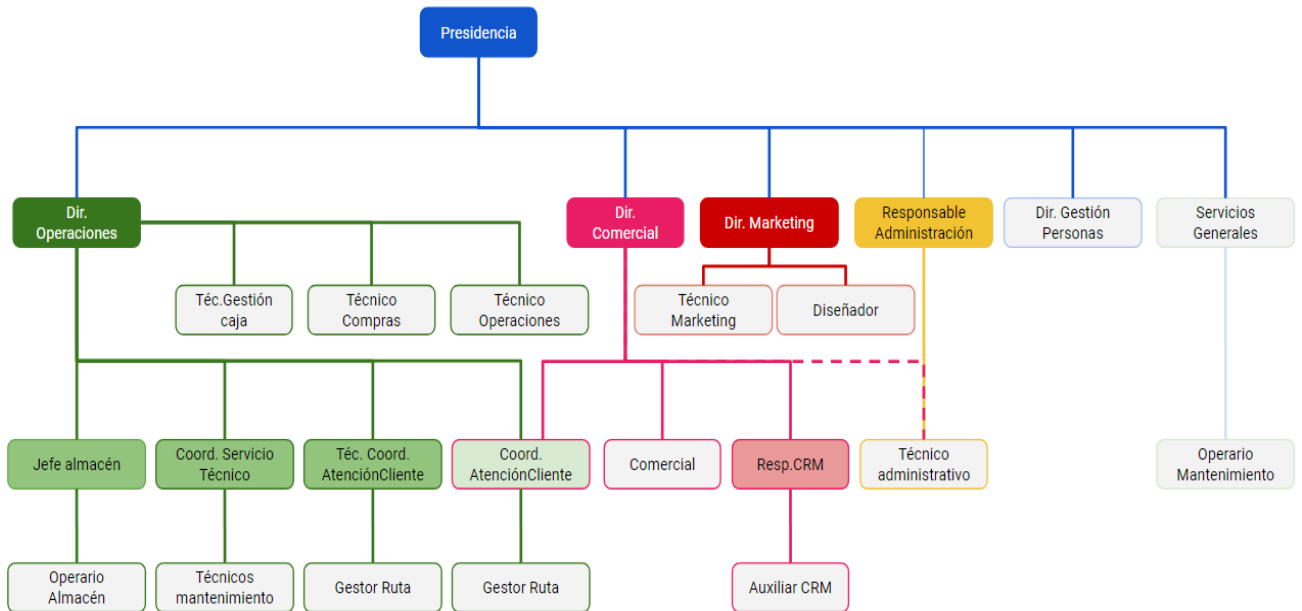 Presidencia
Dir.
Operaciones
Dir.
Comercial
Dir. Marketing
Responsable
Administración
Dir. Gestión
Personas
Servicios
Generales
Téc.Gestión
caja
Técnico
Compras
Técnico
Operaciones
Técnico
Marketing
Diseñador
Jefe almacén
Coord. Servicio
Técnico
Téc. Coord.
AtenciónCliente
Coord.
AtenciónCliente
Comercial
Resp.CRM
Técnico
administrativo
Operario
Mantenimiento
Operario
Almacén
Técnicos
mantenimiento
Gestor Ruta
Gestor Ruta
Auxiliar CRM